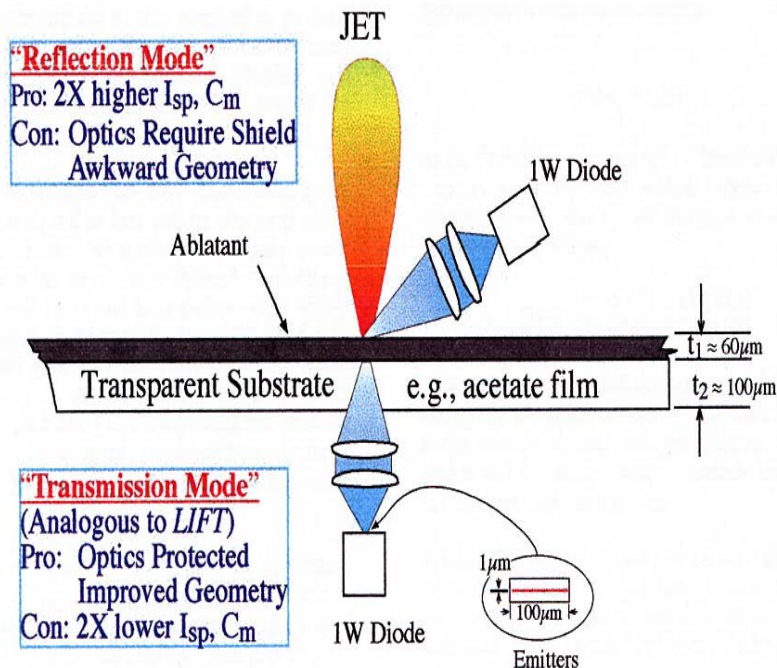 JET
"Reflection Mode"
Pro: 2X higher Isp, Cm
Con: Optics Require Shield
Awkward Geometry
1W Diode
Ablatant
t1 ≈ 60µm
Transparent Substrate
e.g., acetate film
t2 ≈ 100µm
"Transmission Mode"
(Analogous to LIFT)
Pro: Optics Protected
Improved Geometry
Con: 2X lower Isp, Cm
1W Diode
1µm
100µm
Emitters